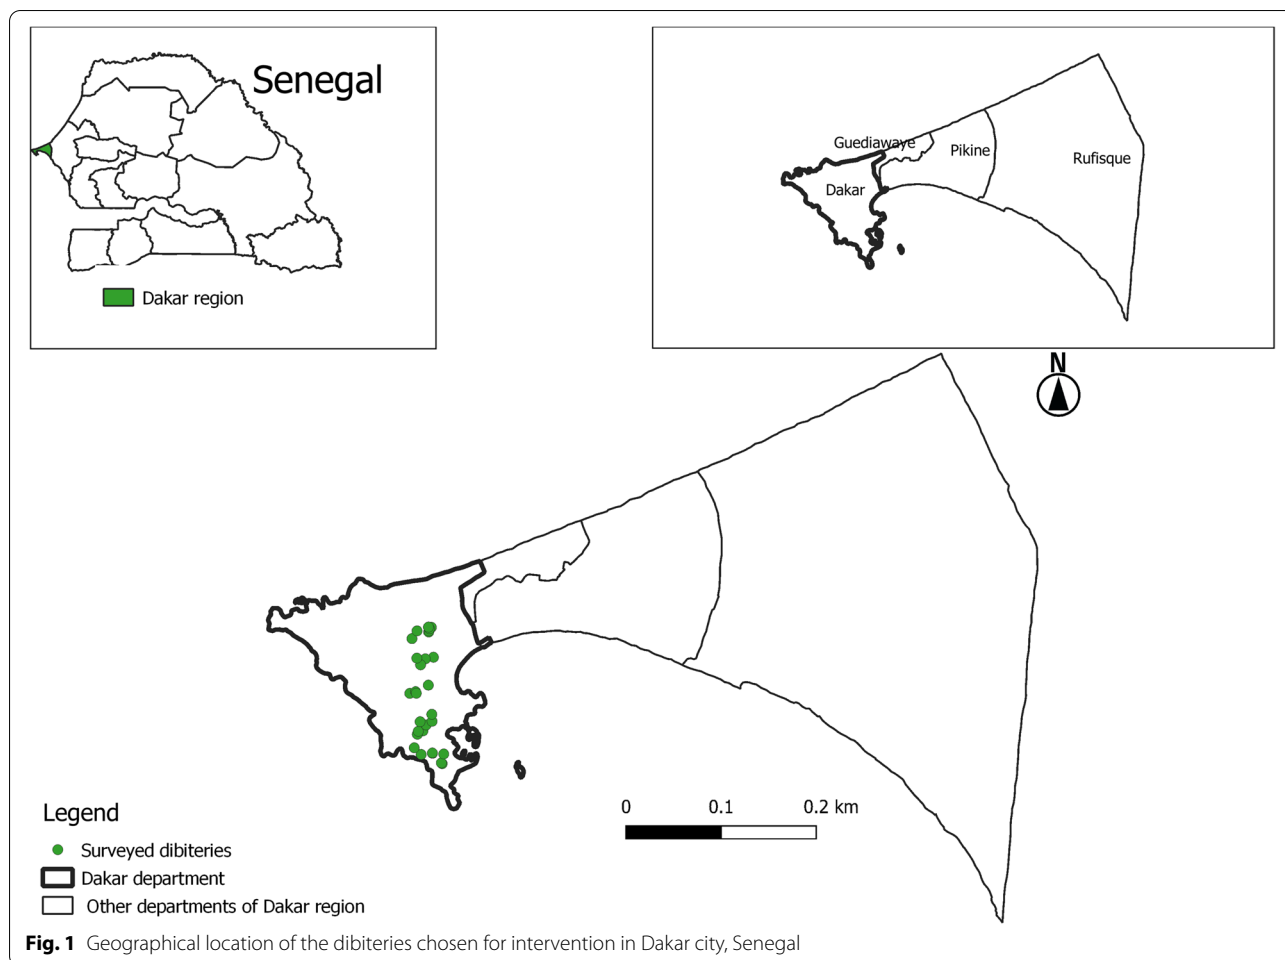 Senegal
Dakar region
Guediawaye
Pikine
Rufisque
Dakar
N
0 0.1 0.2 km
Legend
Surveyed dibiteries
Dakar department
Other departments of Dakar region
Fig. 1 Geographical location of the dibiteries chosen for intervention in Dakar city, Senegal